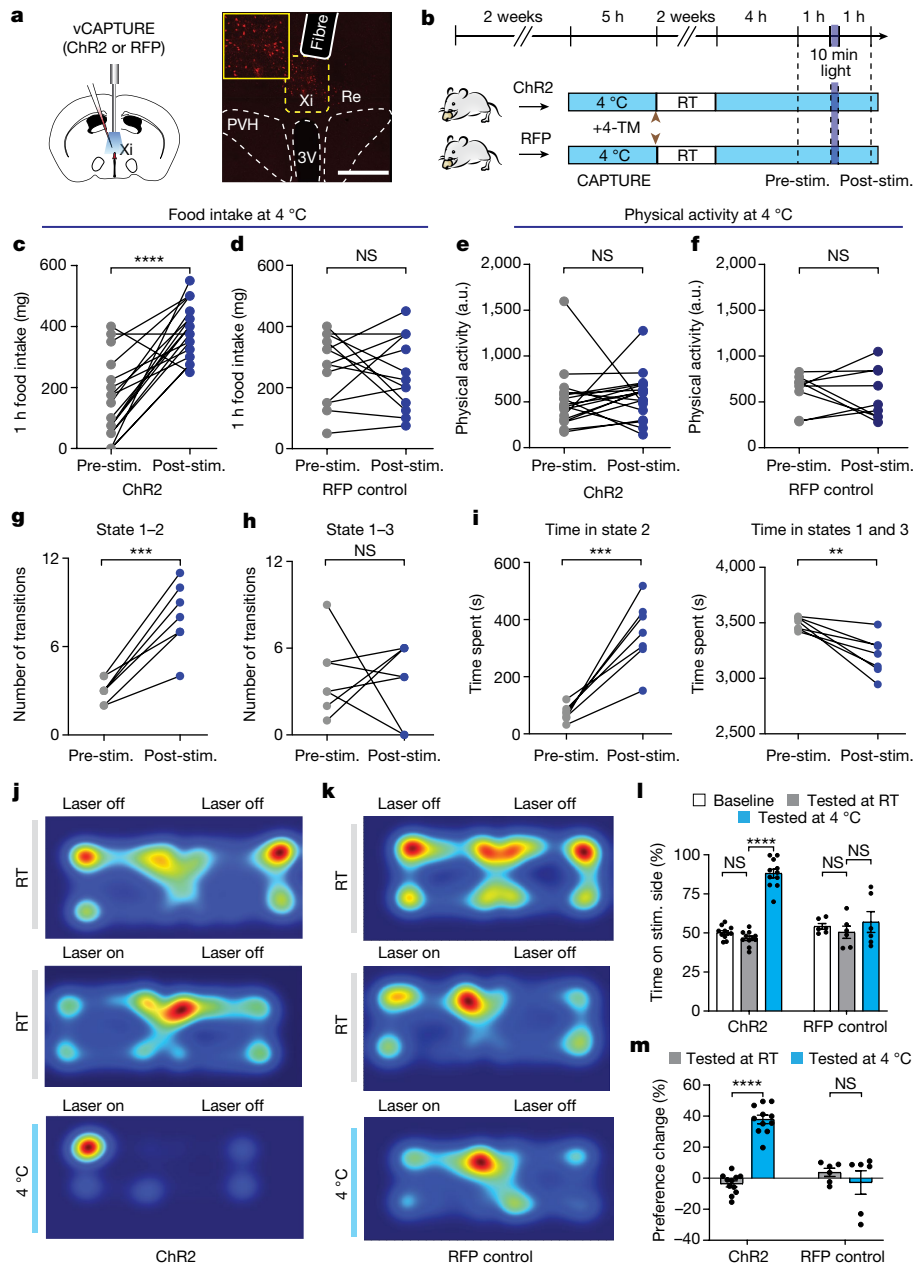 a
vCAPTURE
(ChR2 or RFP)
Xi
Fibre
Xi
Re
PVH
3V
b
2 weeks
5 h
2 weeks
4 h
1 h
1 h
10 min
light
ChR2
4 °C
RT
+4-TM
RFP
4 °C
RT
CAPTURE
Pre-stim.
Post-stim.
Food intake at 4 °C
Physical activity at 4 °C
c
1 h food intake (mg)
600
400
200
0
****
Pre-stim.
Post-stim.
ChR2
d
1 h food intake (mg)
600
400
200
0
NS
Pre-stim.
Post-stim.
RFP control
e
Physical activity (a.u.)
2,000
1,500
1,000
500
0
NS
Pre-stim.
Post-stim.
ChR2
f
Physical activity (a.u.)
2,000
1,500
1,000
500
0
NS
Pre-stim.
Post-stim.
RFP control
g
State 1–2
***
Number of transitions
12
6
0
Pre-stim.
Post-stim.
h
State 1–3
NS
Number of transitions
12
6
0
Pre-stim.
Post-stim.
i
Time in state 2
***
Time spent (s)
600
400
200
0
Pre-stim.
Post-stim.
Time in states 1 and 3
**
Time spent (s)
4,000
3,500
3,000
2,500
Pre-stim.
Post-stim.
j
Laser off
Laser off
RT
Laser on
Laser off
RT
Laser on
Laser off
4 °C
ChR2
k
Laser off
Laser off
RT
Laser on
Laser off
RT
Laser on
Laser off
4 °C
RFP control
l
Baseline
Tested at RT
Tested at 4 °C
Time on stim. side (%)
100
75
50
25
0
NS
****
NS
NS
ChR2
RFP control
m
Tested at RT
Tested at 4 °C
Preference change (%)
60
40
20
0
−20
−40
****
NS
ChR2
RFP control